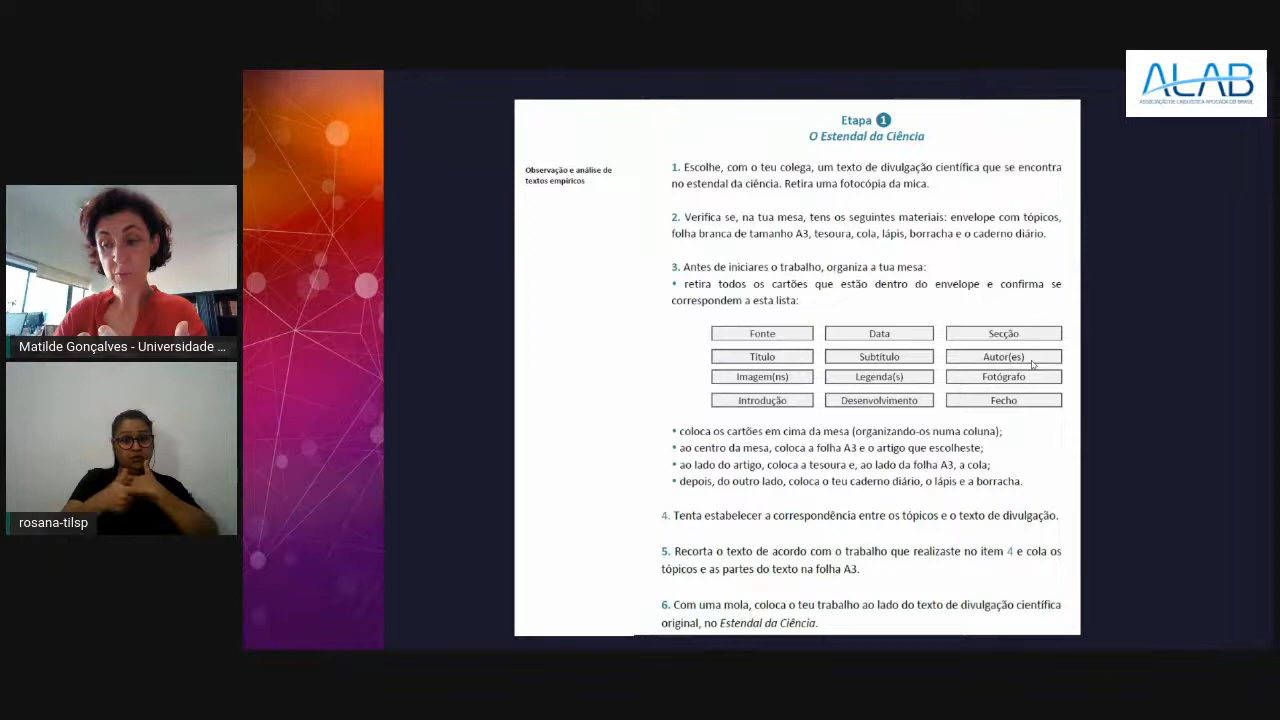 ALAB
ASSOCIAÇÃO DE LINGUÍSTICA APLICADA DO BRASIL
Etapa 1
O Estendal da Ciência
Observação e análise de
textos empíricos
1. Escolhe, com o teu colega, um texto de divulgação científica que se encontra
no estendal da ciência. Retira uma fotocópia da mica.
2. Verifica se, na tua mesa, tens os seguintes materiais: envelope com tópicos,
folha branca de tamanho A3, tesoura, cola, lápis, borracha e o caderno diário.
3. Antes de iniciares o trabalho, organiza a tua mesa:
• retira todos os cartões que estão dentro do envelope e confirma se
correspondem a esta lista:
Fonte Data Secção
Título Subtítulo Autor(es)
Imagem(ns) Legenda(s) Fotógrafo
Introdução Desenvolvimento Fecho
• coloca os cartões em cima da mesa (organizando-os numa coluna);
• ao centro da mesa, coloca a folha A3 e o artigo que escolheste;
• ao lado do artigo, coloca a tesoura e, ao lado da folha A3, a cola;
• depois, do outro lado, coloca o teu caderno diário, o lápis e a borracha.
4. Tenta estabelecer a correspondência entre os tópicos e o texto de divulgação.
5. Recorta o texto de acordo com o trabalho que realizaste no item 4 e cola os
tópicos e as partes do texto na folha A3.
6. Com uma mola, coloca o teu trabalho ao lado do texto de divulgação científica
original, no Estendal da Ciência.
Matilde Gonçalves - Universidade ...
rosana-tilsp